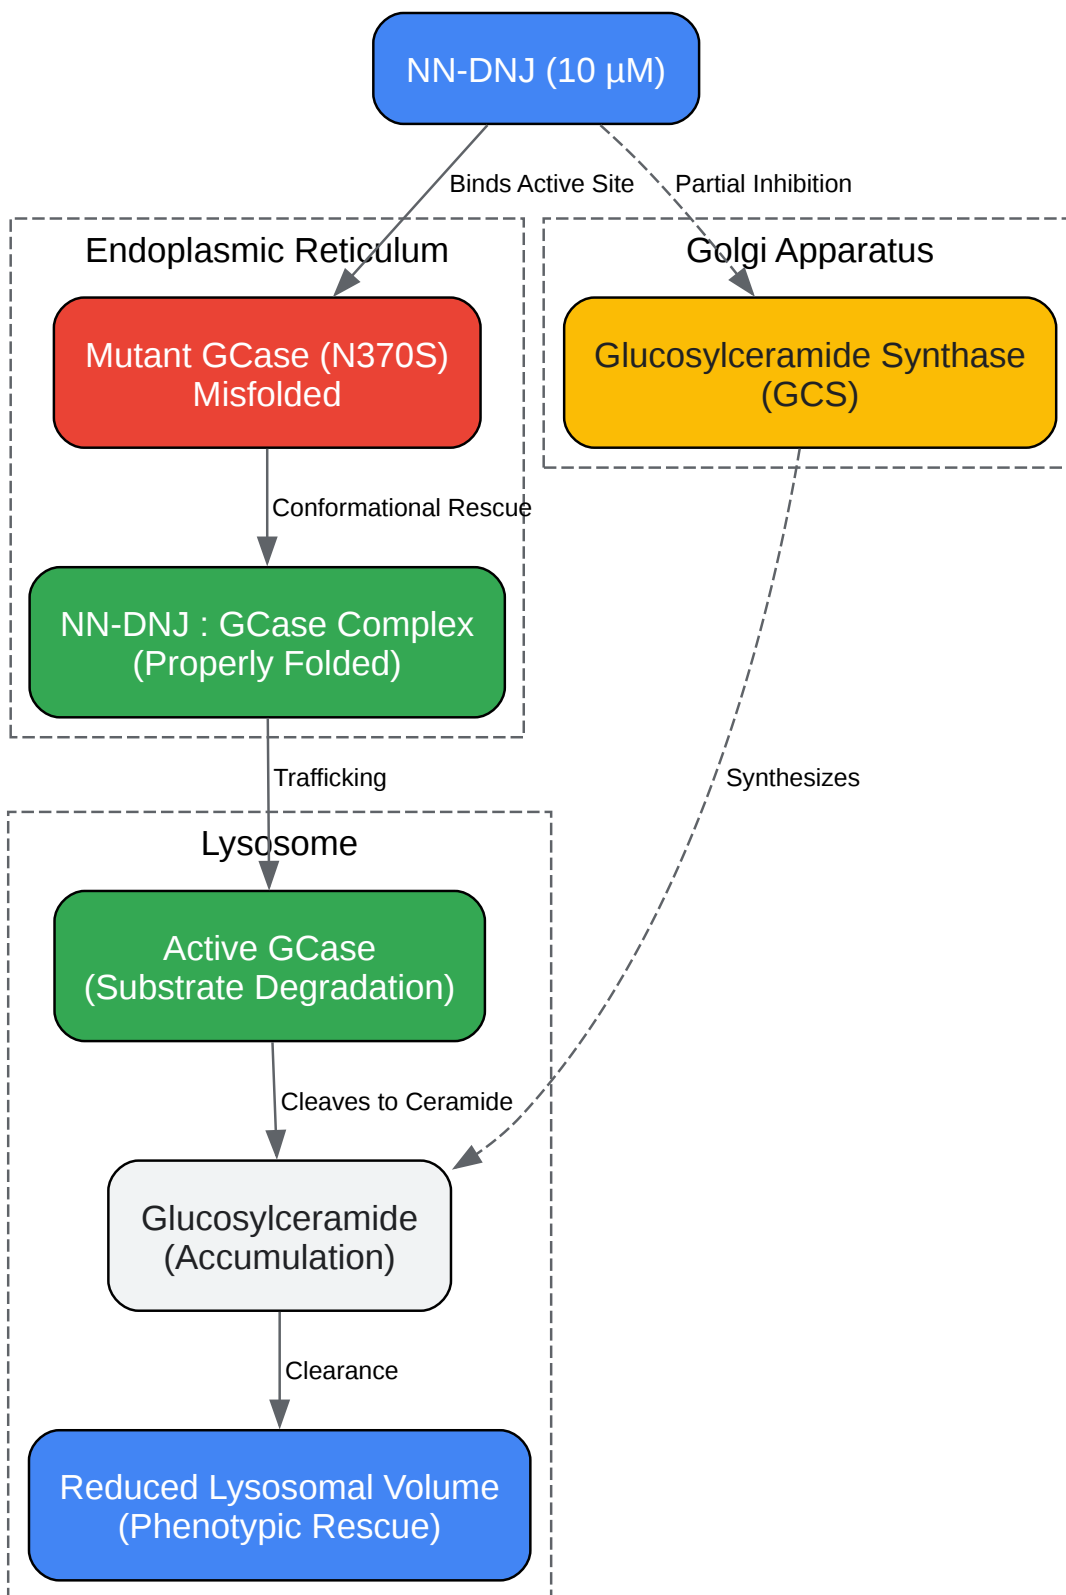 NN-DNJ (10 µM)
Binds Active Site
Partial Inhibition
Endoplasmic Reticulum
Golgi Apparatus
Mutant GCase (N370S)
Misfolded
Glucosylceramide Synthase
(GCS)
Conformational Rescue
NN-DNJ : GCase Complex
(Properly Folded)
Trafficking
Synthesizes
Lysosome
Active GCase
(Substrate Degradation)
Cleaves to Ceramide
Glucosylceramide
(Accumulation)
Clearance
Reduced Lysosomal Volume
(Phenotypic Rescue)